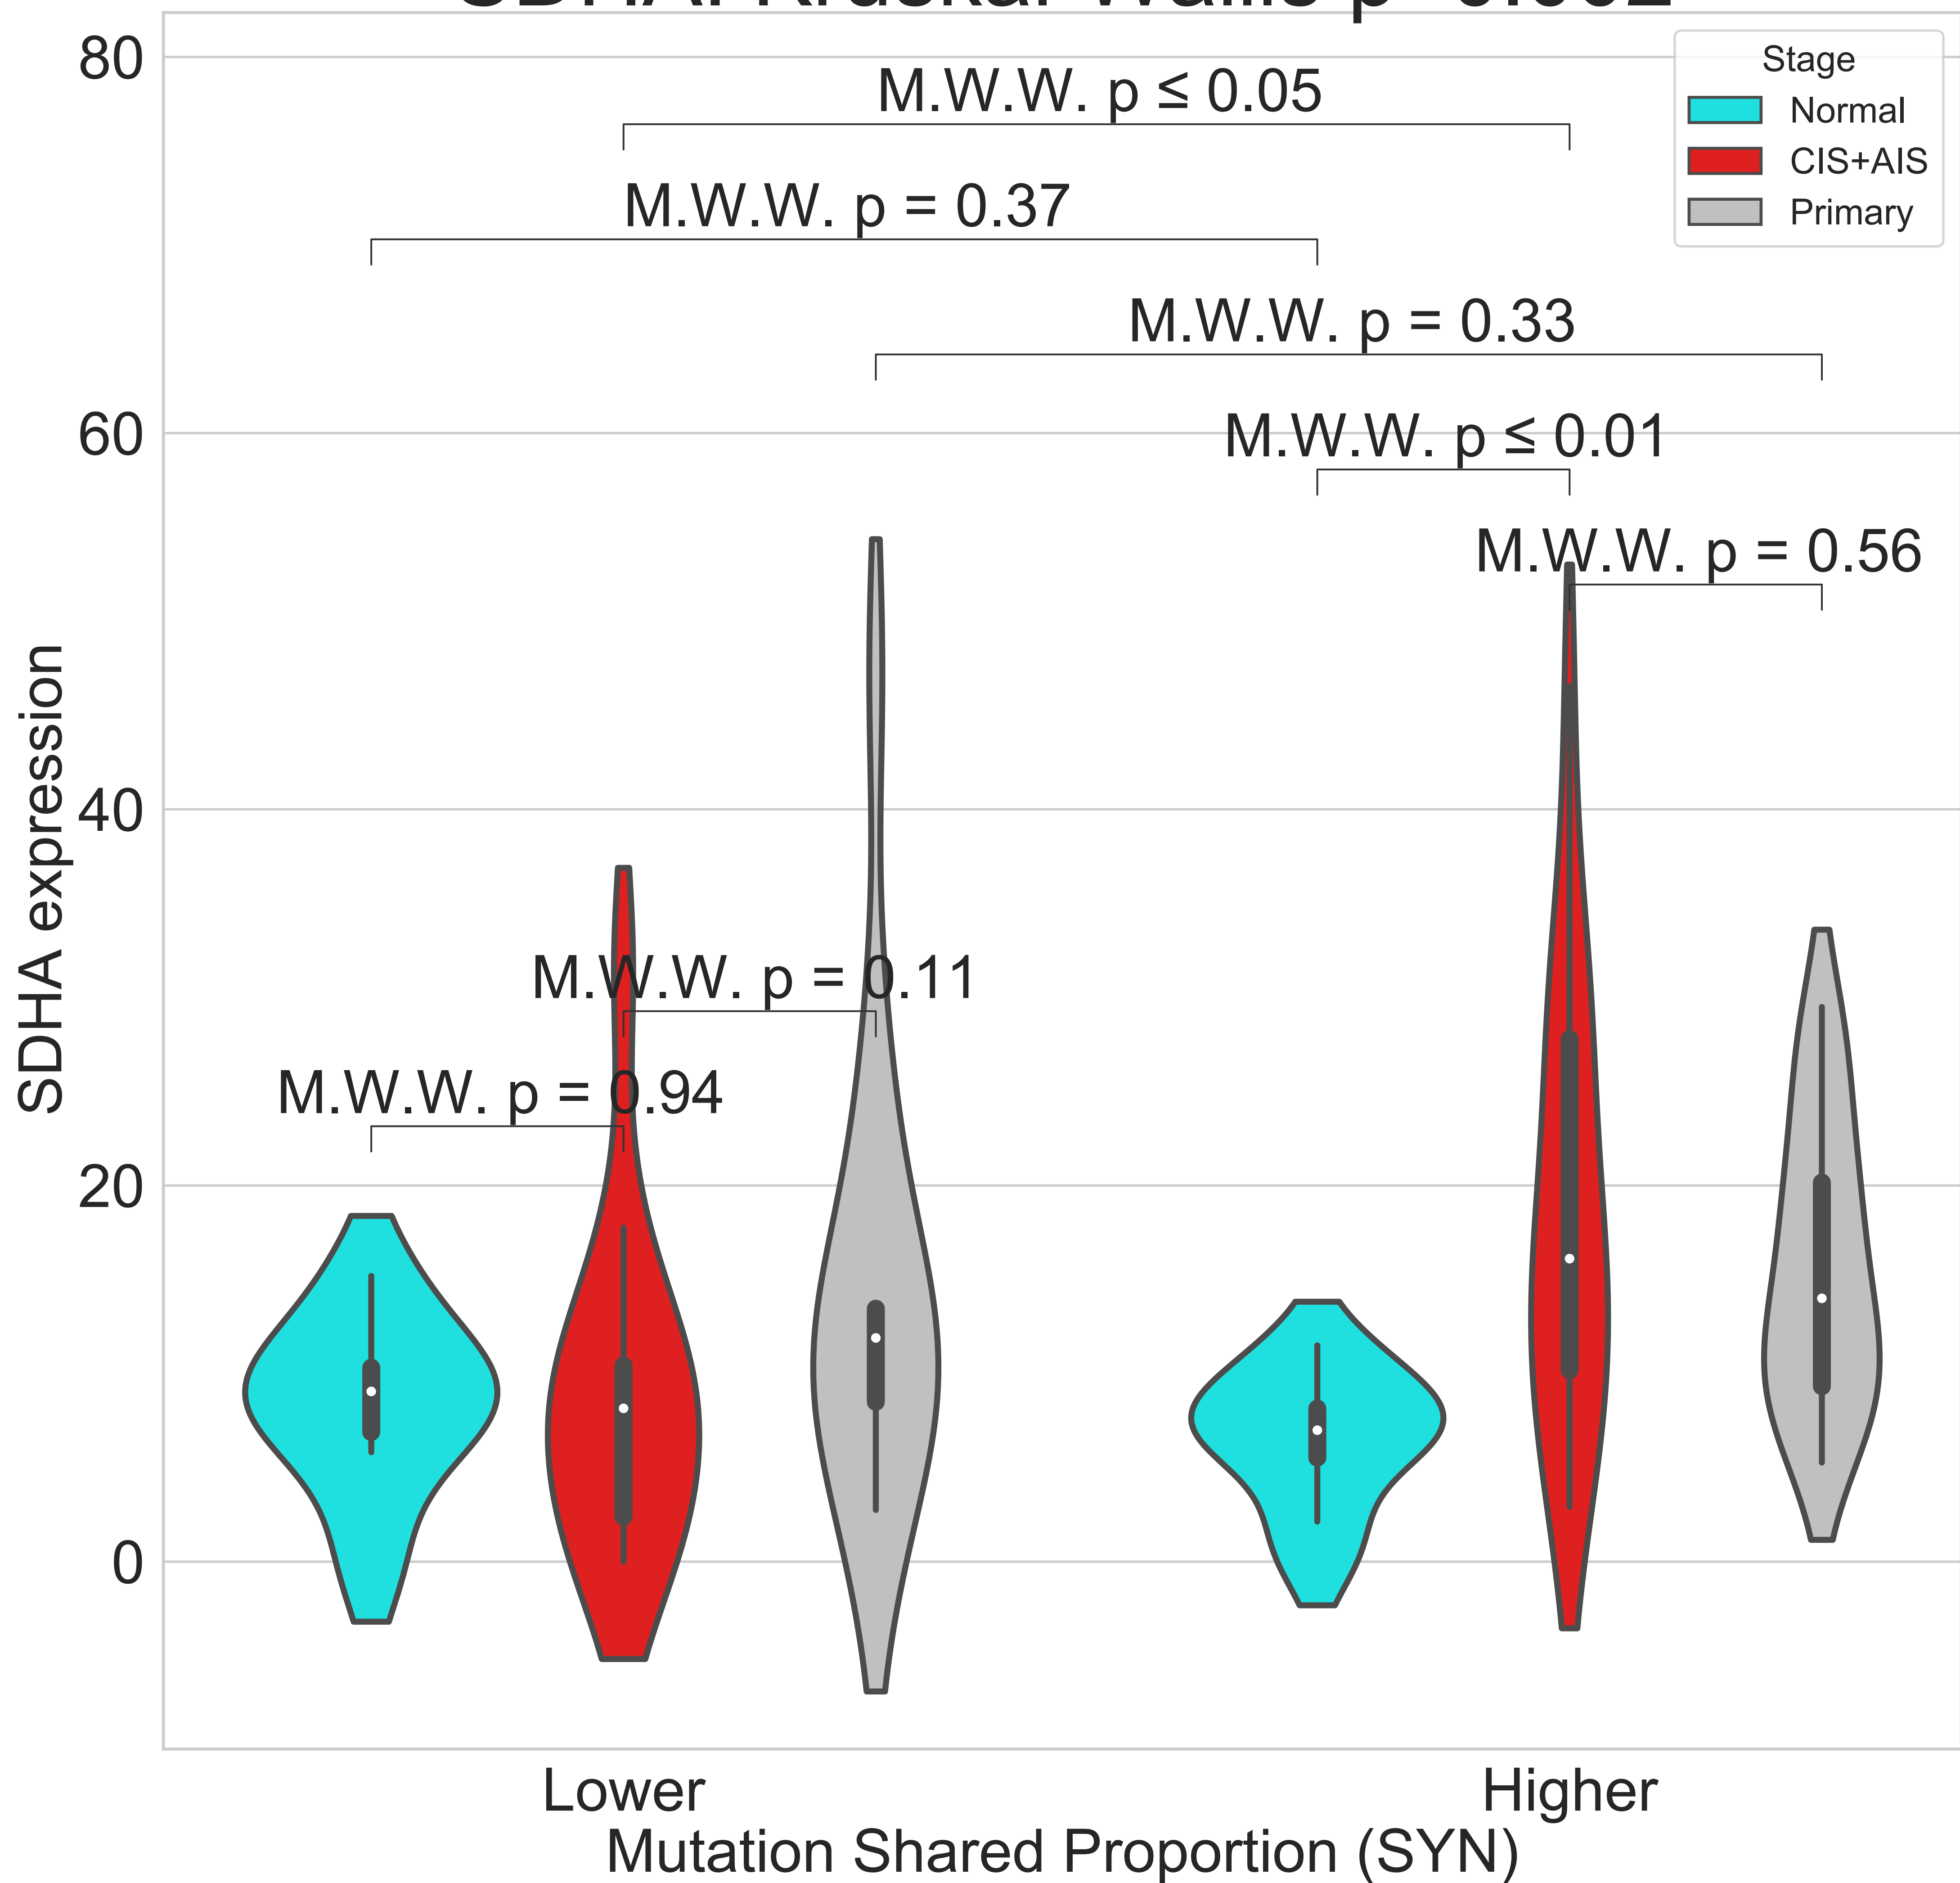 80
Stage
Normal
CIS+AIS
Primary
M.W.W. p ≤ 0.05
M.W.W. p = 0.37
M.W.W. p = 0.33
60
M.W.W. p ≤ 0.01
M.W.W. p = 0.56
SDHA expression
40
M.W.W. p = 0.11
M.W.W. p = 0.94
20
0
Lower
Higher
Mutation Shared Proportion (SYN)